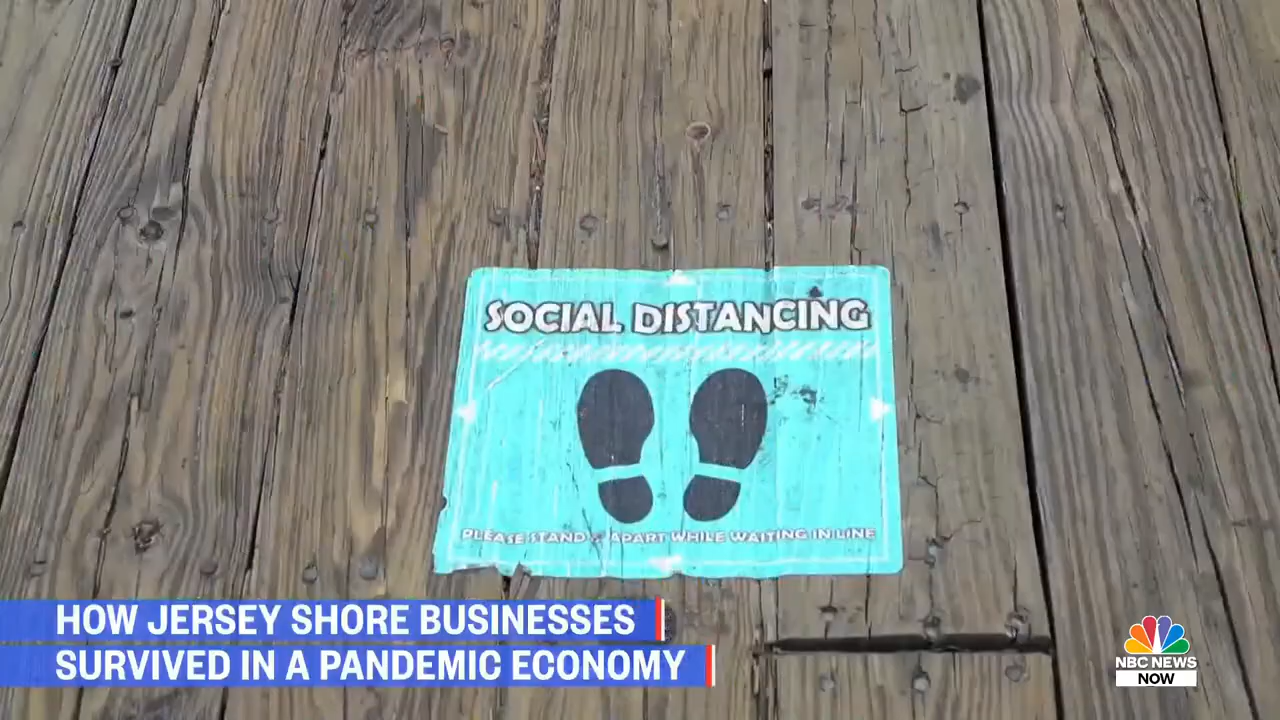 SOCIAL DISTANCING
PLEASE STAND 6' APART WHILE WAITING IN LINE
HOW JERSEY SHORE BUSINESSES
SURVIVED IN A PANDEMIC ECONOMY
NBC NEWS
NOW